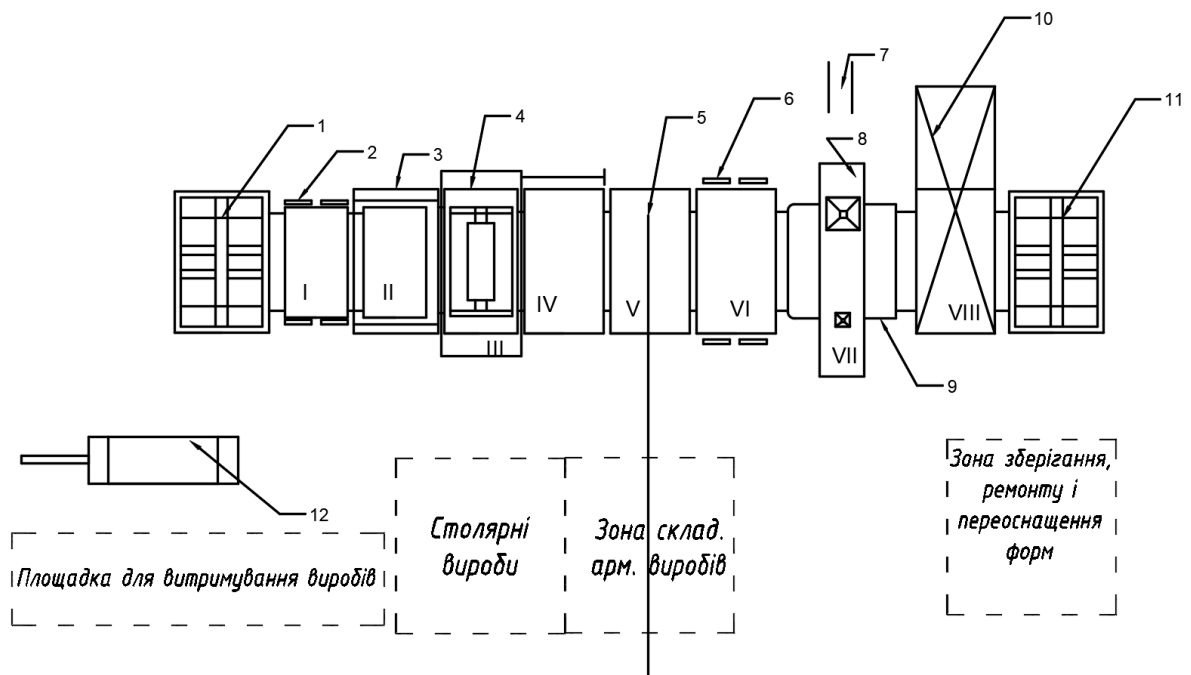 10
7
11
6
4
5
1
2
3
8
I
II
IV
V
VI
VIII
III
VII
9
12
Столярні
вироби
Зона склад.
арм. виробів
Зона зберігання,
ремонту і
переоснащення
форм
Площадка для витримування виробів